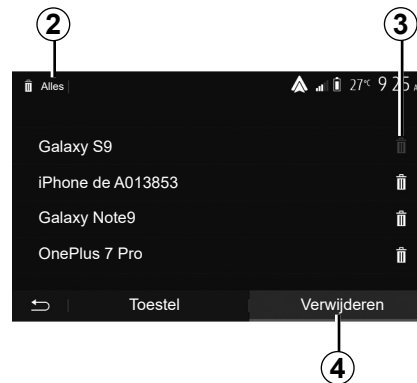 2 3
Alles 27°C 9 25
Galaxy S9
iPhone de A013853
Galaxy Note9
OnePlus 7 Pro
Toestel Verwijderen
4